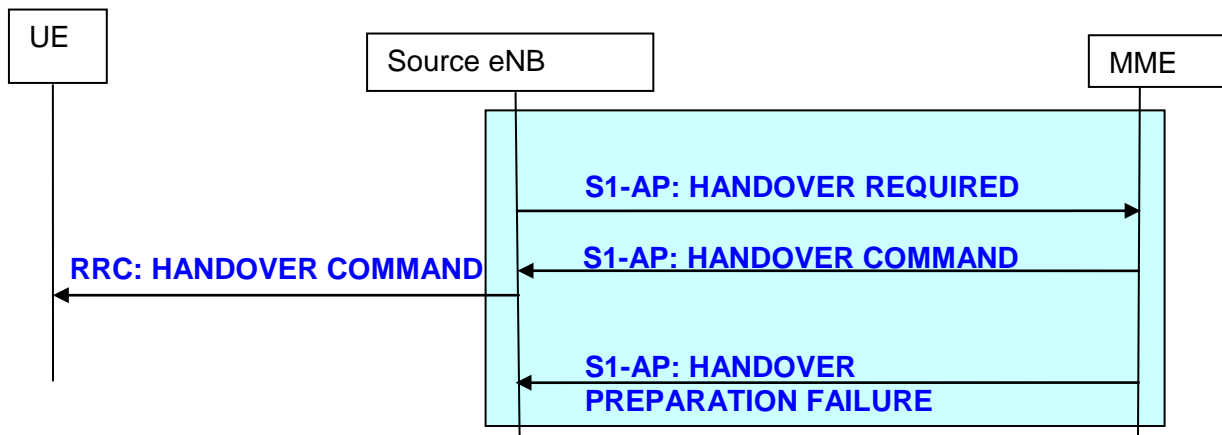 UE
Source eNB
MME
S1-AP: HANDOVER REQUIRED
S1-AP: HANDOVER COMMAND
RRC: HANDOVER COMMAND
S1-AP: HANDOVER
PREPARATION FAILURE